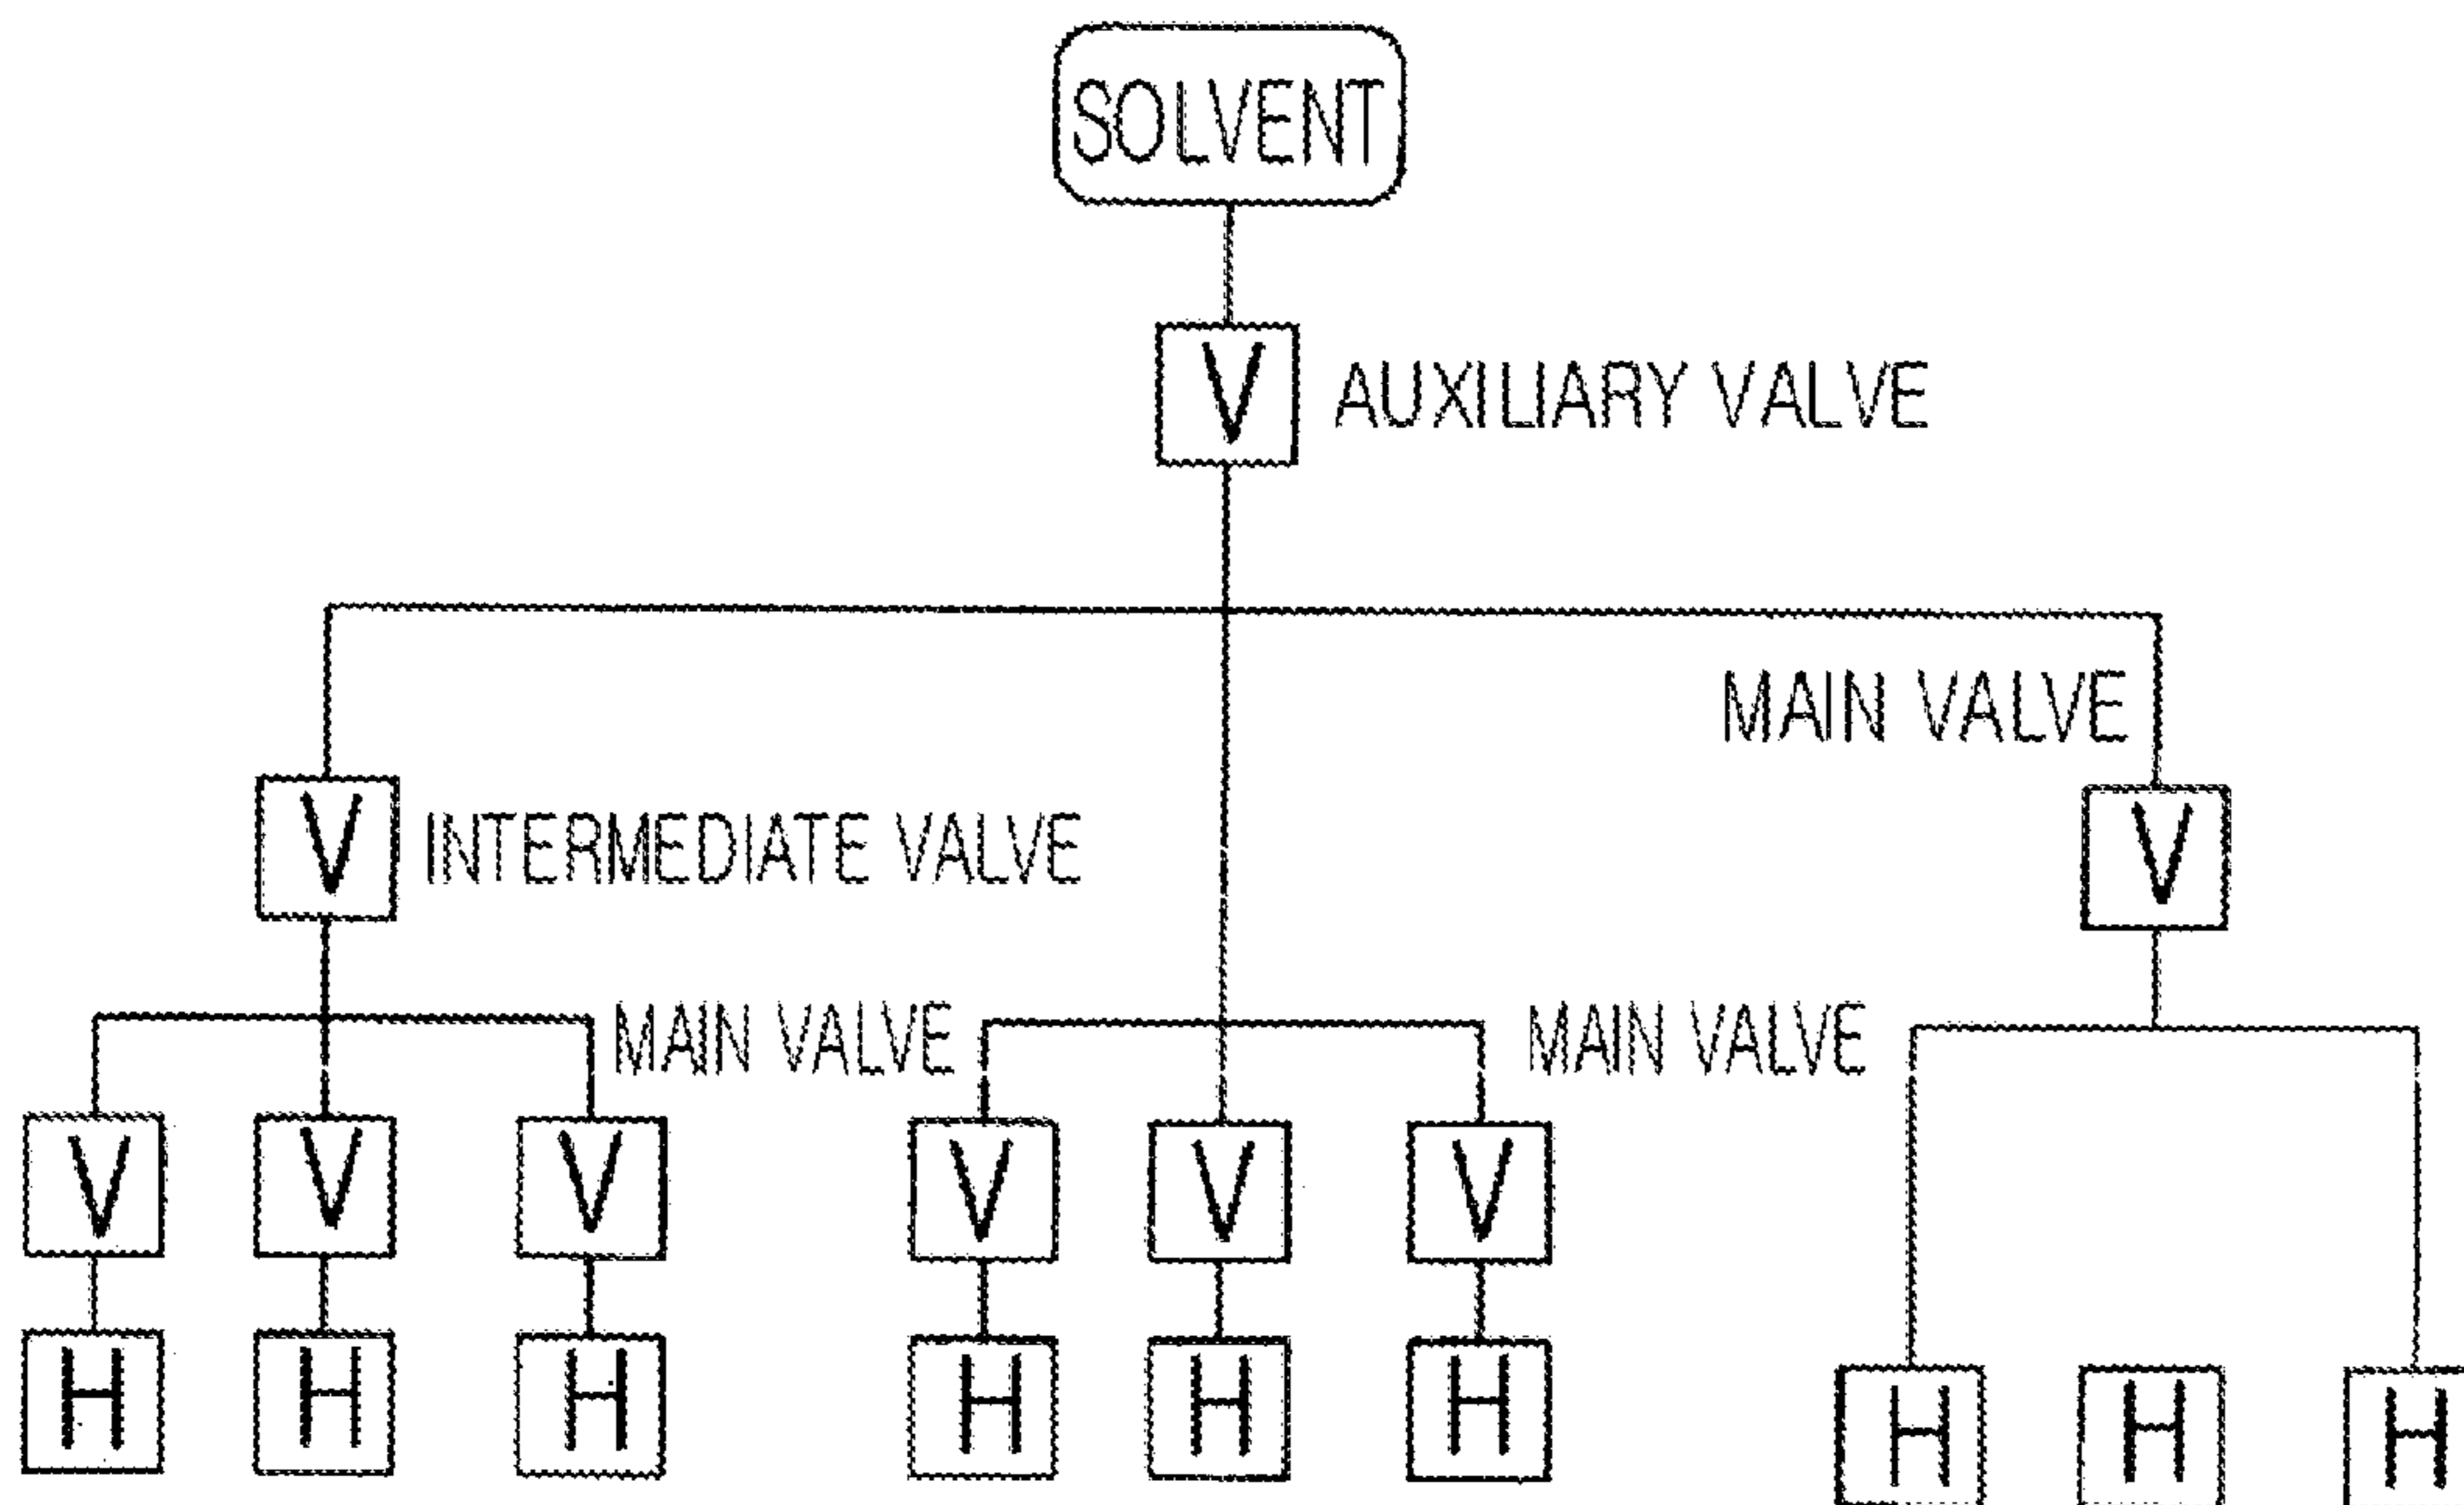 SOLVENT
V AUXILIARY VALVE
MAIN VALVE
V INTERMEDIATE VALVE V
MAIN VALVE MAIN VALVE
V V V V V V
H H H H H H H H H